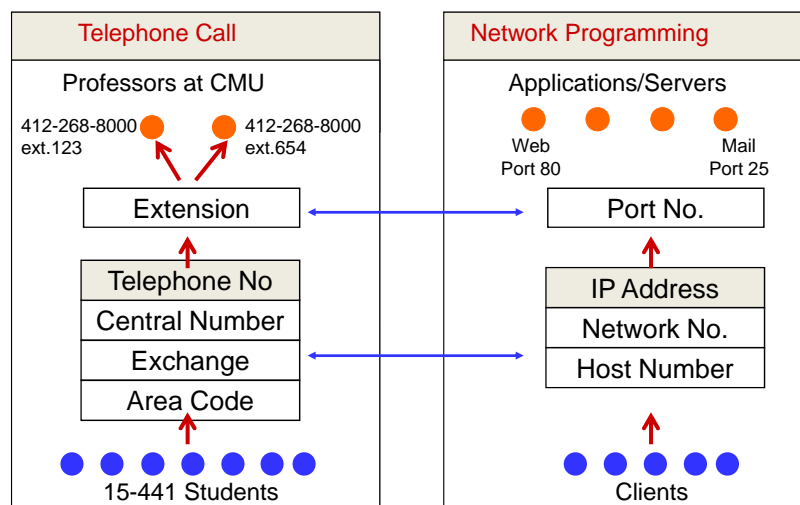 Telephone Call
Professors at CMU
412-268-8000
ext.123
412-268-8000
ext.654
Extension
Telephone No
Central Number
Exchange
Area Code
15-441 Students
Network Programming
Applications/Servers
Web
Port 80
Mail
Port 25
Port No.
IP Address
Network No.
Host Number
Clients